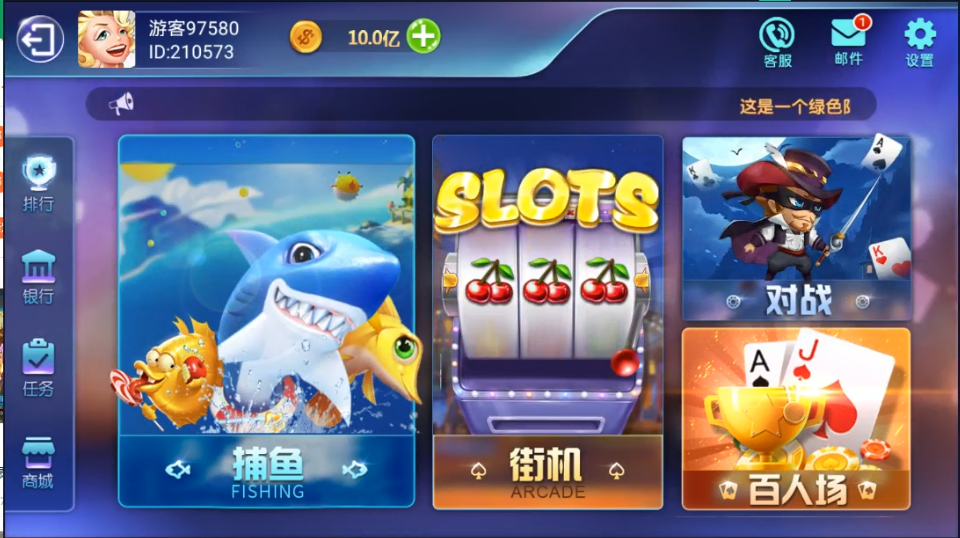 游客97580
ID:210573
10.0亿
客服
邮件
1
设置
这是一个绿色
排行
银行
任务
商城
捕鱼
FISHING
SLOTS
街机
ARCADE
A
K
对战
A
J
百人场